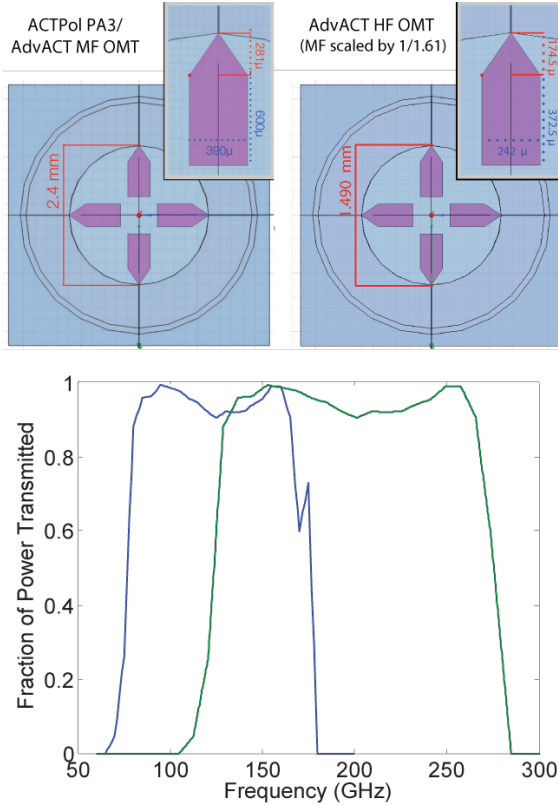 ACTPol PA3/
AdvACT MF OMT
AdvACT HF OMT
(MF scaled by 1/1.61)
281µ
600µ
390µ
2.4 mm
174.5 µ
372.5 µ
242 µ
1.490 mm
Fraction of Power Transmitted
1
0.8
0.6
0.4
0.2
0
50 100 150 200 250 300
Frequency (GHz)